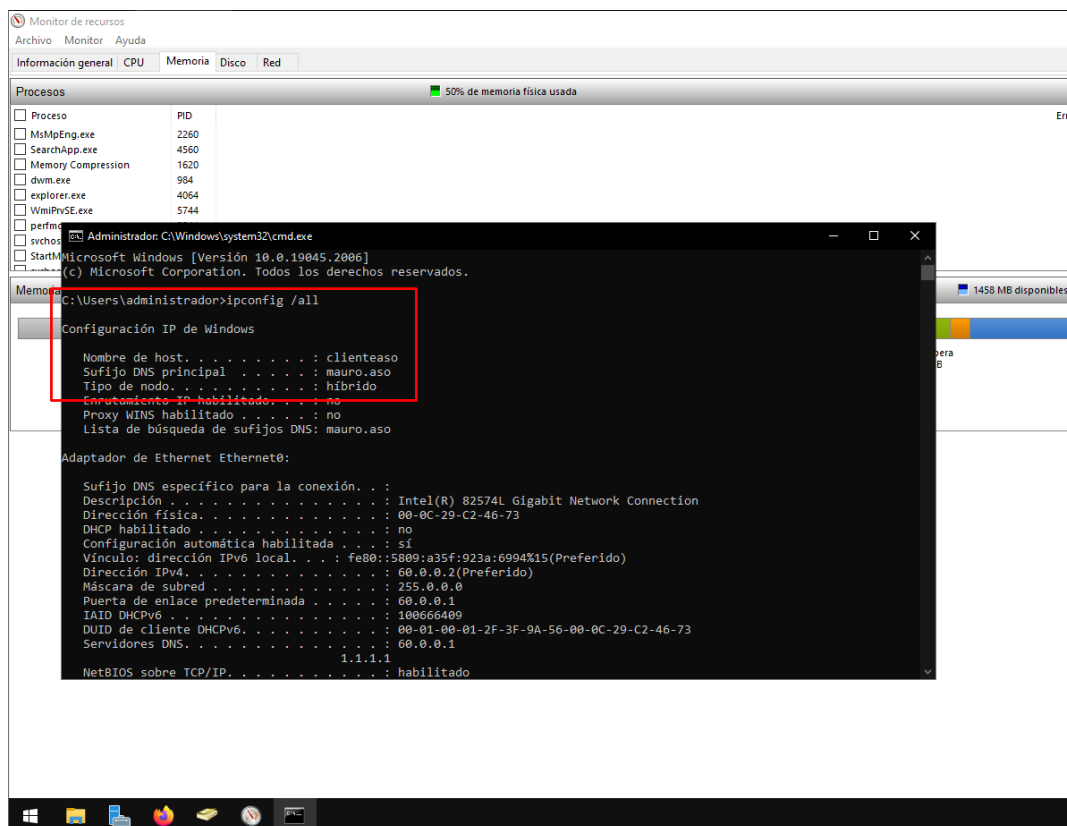 Monitor de recursos
Archivo Monitor Ayuda
Información general CPU Memoria Disco Red
Procesos 50% de memoria física usada
Proceso PID
MsMpEng.exe 2260
SearchApp.exe 4560
Memory Compression 1620
dwm.exe 984
explorer.exe 4064
WmiPrvSE.exe 5744
Administrador: C:\Windows\system32\cmd.exe
Microsoft Windows [Versión 10.0.19045.2006]
(c) Microsoft Corporation. Todos los derechos reservados.
1458 MB disponibles
C:\Users\administrador>ipconfig /all
Configuración IP de Windows
Nombre de host. . . . . . . . . : clienteaso
Sufijo DNS principal . . . . . : mauro.aso
Tipo de nodo. . . . . . . . . . : híbrido
Enrutamiento IP habilitado. . . : no
Proxy WINS habilitado . . . . . : no
Lista de búsqueda de sufijos DNS: mauro.aso
Adaptador de Ethernet Ethernet0:
Sufijo DNS específico para la conexión. . :
Descripción . . . . . . . . . . . . . . . : Intel(R) 82574L Gigabit Network Connection
Dirección física. . . . . . . . . . . . . : 00-0C-29-C2-46-73
DHCP habilitado . . . . . . . . . . . . . : no
Configuración automática habilitada . . . : sí
Vínculo: dirección IPv6 local. . . : fe80::5809:a35f:923a:6994%15(Preferido)
Dirección IPv4. . . . . . . . . . . . . . : 60.0.0.2(Preferido)
Máscara de subred . . . . . . . . . . . . : 255.0.0.0
Puerta de enlace predeterminada . . . . . : 60.0.0.1
IAID DHCPv6 . . . . . . . . . . . . . . . : 100666409
DUID de cliente DHCPv6. . . . . . . . . . : 00-01-00-01-2F-3F-9A-56-00-0C-29-C2-46-73
Servidores DNS. . . . . . . . . . . . . . : 60.0.0.1
1.1.1.1
NetBIOS sobre TCP/IP. . . . . . . . . . . : habilitado